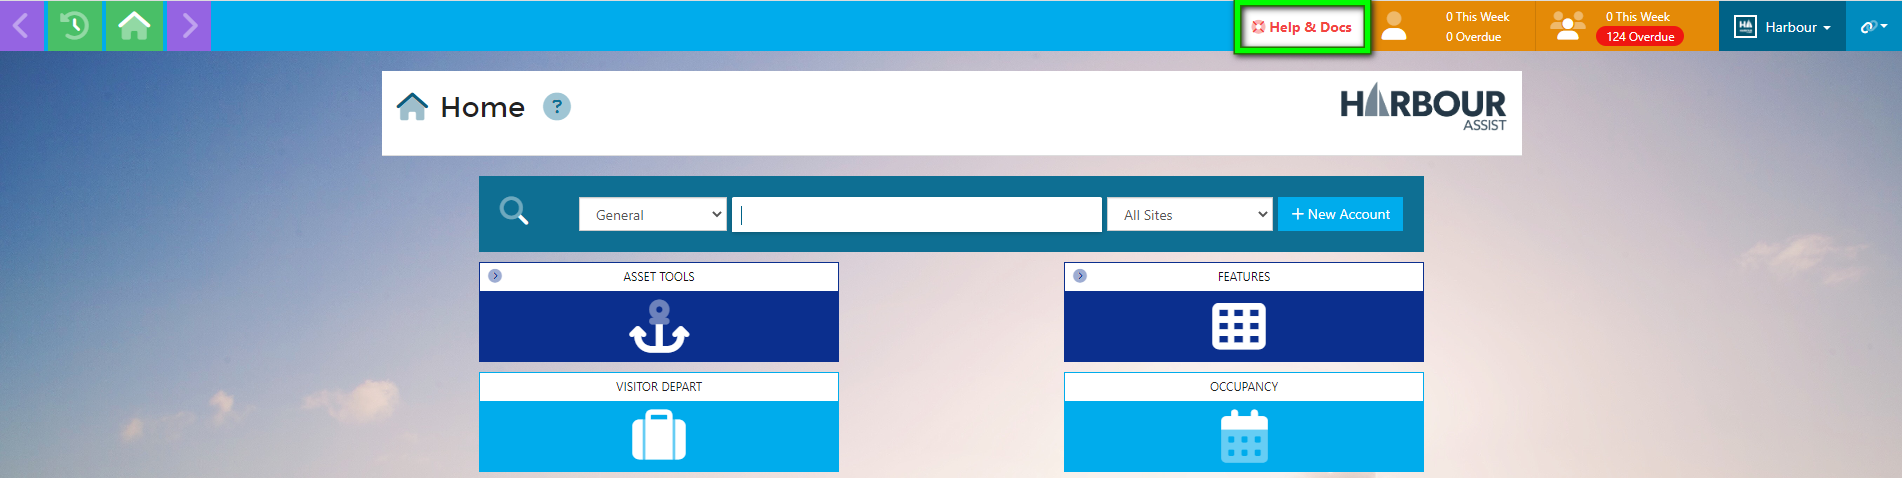 Help & Docs
0 This Week
0 Overdue
0 This Week
124 Overdue
HA
Harbour
Home ?
HARBOUR
ASSIST
General
All Sites
+ New Account
ASSET TOOLS
FEATURES
VISITOR DEPART
OCCUPANCY